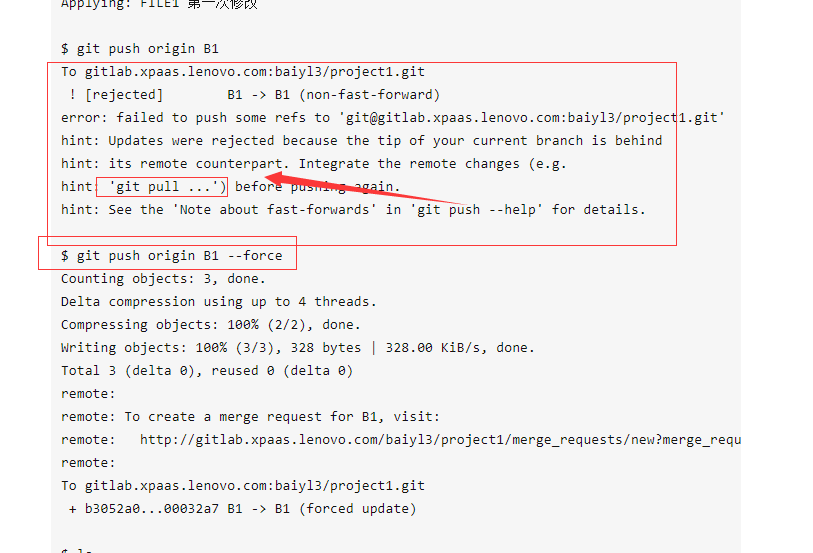 Applying: FILE1 第一次修改
$ git push origin B1
To gitlab.xpaas.lenovo.com:baiyl3/project1.git
! [rejected] B1 -> B1 (non-fast-forward)
error: failed to push some refs to 'git@gitlab.xpaas.lenovo.com:baiyl3/project1.git'
hint: Updates were rejected because the tip of your current branch is behind
hint: its remote counterpart. Integrate the remote changes (e.g.
hint: 'git pull ...') before pushing again.
hint: See the 'Note about fast-forwards' in 'git push --help' for details.
$ git push origin B1 --force
Counting objects: 3, done.
Delta compression using up to 4 threads.
Compressing objects: 100% (2/2), done.
Writing objects: 100% (3/3), 328 bytes | 328.00 KiB/s, done.
Total 3 (delta 0), reused 0 (delta 0)
remote:
remote: To create a merge request for B1, visit:
remote: http://gitlab.xpaas.lenovo.com/baiyl3/project1/merge_requests/new?merge_requ
remote:
To gitlab.xpaas.lenovo.com:baiyl3/project1.git
+ b3052a0...00032a7 B1 -> B1 (forced update)
$ ls